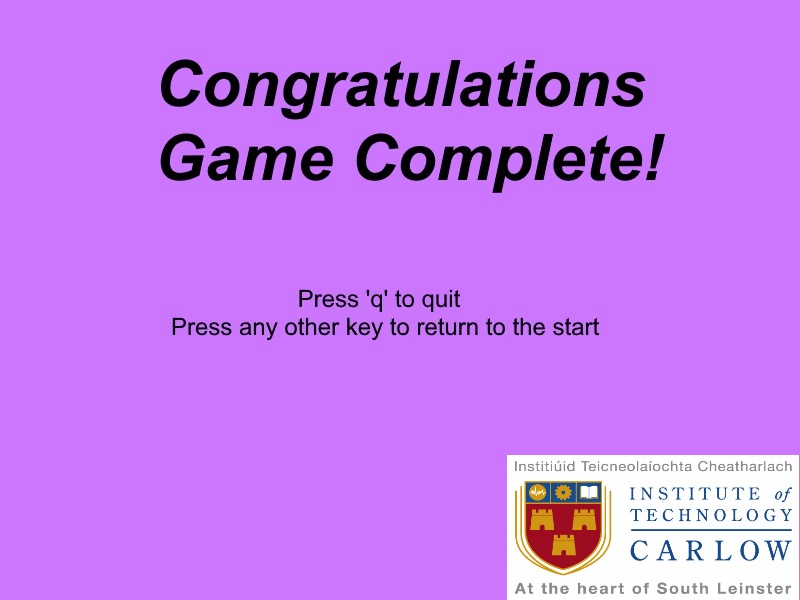 Congratulations
Game Complete!
Press 'q' to quit
Press any other key to return to the start
Institiúid Teicneolaíochta Cheatharlach
INSTITUTE of
TECHNOLOGY
CARLOW
At the heart of South Leinster